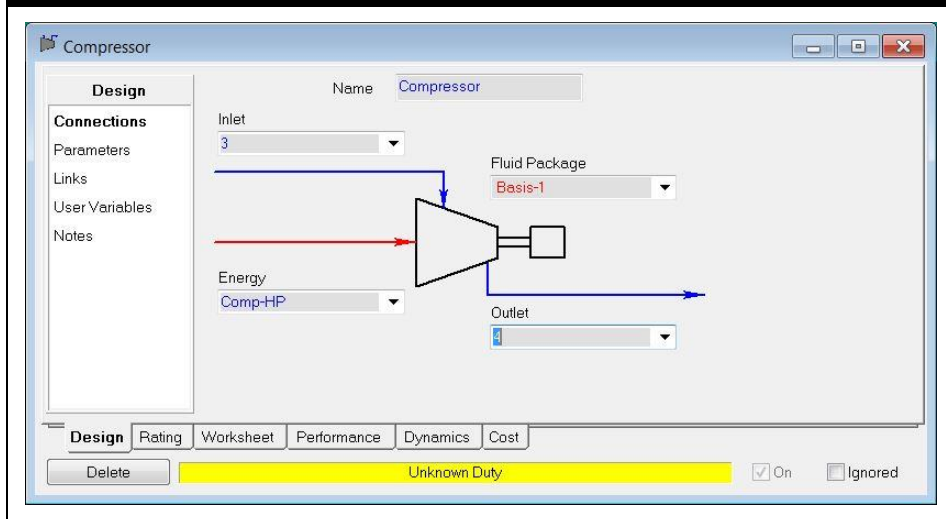 Compressor
Design
Connections
Parameters
Links
User Variables
Notes
Name Compressor
Inlet
3
Fluid Package
Basis-1
Energy
Comp-HP
Outlet
4
Design Rating Worksheet Performance Dynamics Cost
Delete Unknown Duty On Ignored